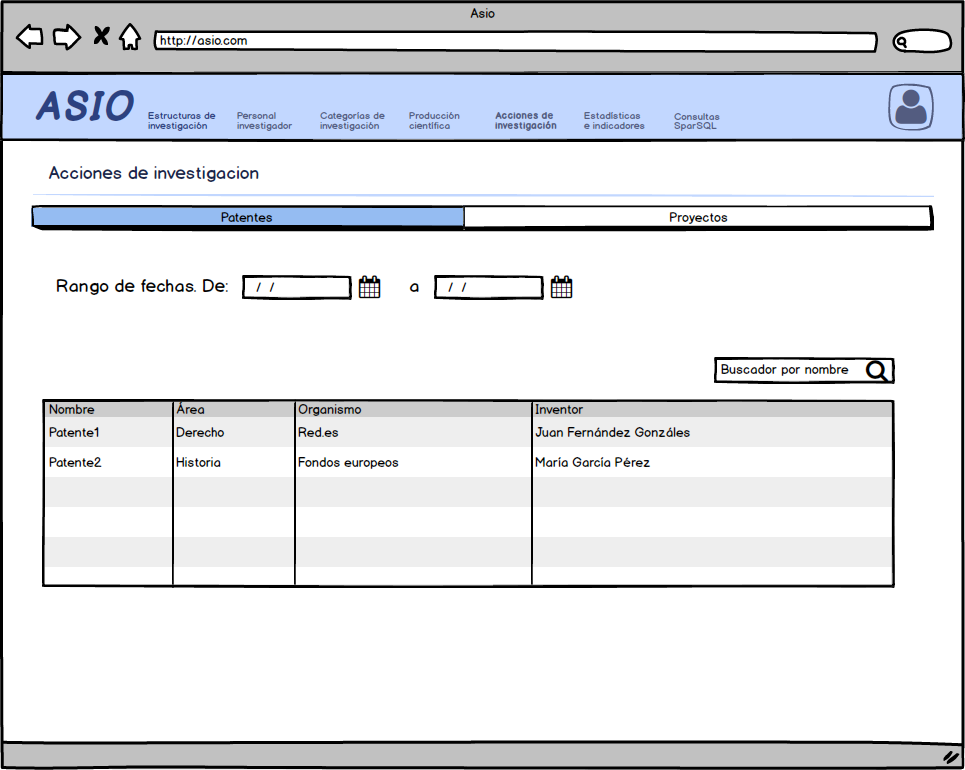 Asio
http://asio.com
ASIO
Estructuras de
investigación
Personal
investigador
Categorías de
investigación
Producción
científica
Acciones de
investigación
Estadísticas
e indicadores
Consultas
SparSQL
Acciones de investigacion
Patentes
Proyectos
Rango de fechas. De: / / a / /
Buscador por nombre
Nombre Área Organismo Inventor
Patente1 Derecho Red.es Juan Fernández Gonzáles
Patente2 Historia Fondos europeos María García Pérez